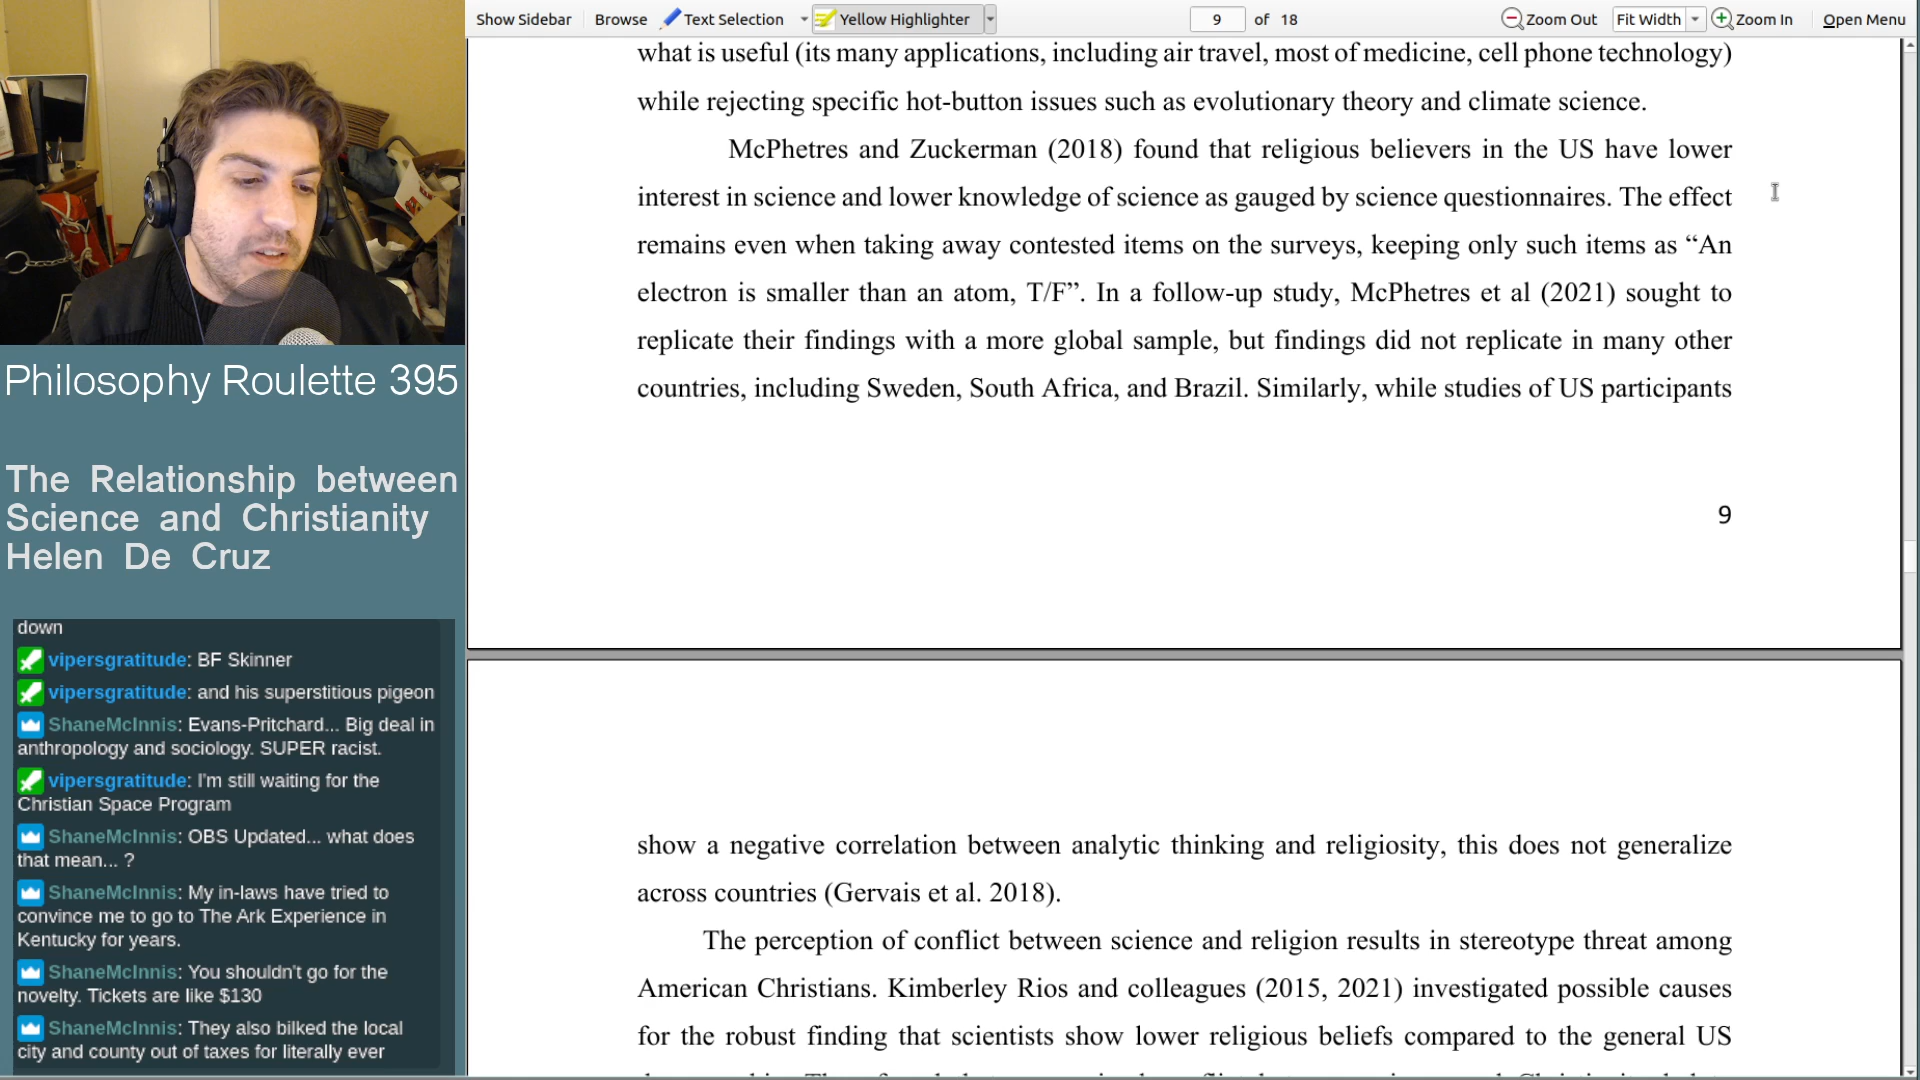 Show Sidebar Browse Text Selection Yellow Highlighter 9 of 18 Zoom Out Fit Width Zoom In Open Menu
what is useful (its many applications, including air travel, most of medicine, cell phone technology)
while rejecting specific hot-button issues such as evolutionary theory and climate science.
McPhetres and Zuckerman (2018) found that religious believers in the US have lower
interest in science and lower knowledge of science as gauged by science questionnaires. The effect
remains even when taking away contested items on the surveys, keeping only such items as “An
electron is smaller than an atom, T/F”. In a follow-up study, McPhetres et al (2021) sought to
replicate their findings with a more global sample, but findings did not replicate in many other
countries, including Sweden, South Africa, and Brazil. Similarly, while studies of US participants
9
show a negative correlation between analytic thinking and religiosity, this does not generalize
across countries (Gervais et al. 2018).
The perception of conflict between science and religion results in stereotype threat among
American Christians. Kimberley Rios and colleagues (2015, 2021) investigated possible causes
for the robust finding that scientists show lower religious beliefs compared to the general US
Philosophy Roulette 395
The Relationship between
Science and Christianity
Helen De Cruz
down
vipersgratitude: BF Skinner
vipersgratitude: and his superstitious pigeon
ShaneMcInnis: Evans-Pritchard... Big deal in
anthropology and sociology. SUPER racist.
vipersgratitude: I'm still waiting for the
Christian Space Program
ShaneMcInnis: OBS Updated... what does
that mean... ?
ShaneMcInnis: My in-laws have tried to
convince me to go to The Ark Experience in
Kentucky for years.
ShaneMcInnis: You shouldn't go for the
novelty. Tickets are like $130
ShaneMcInnis: They also bilked the local
city and county out of taxes for literally ever